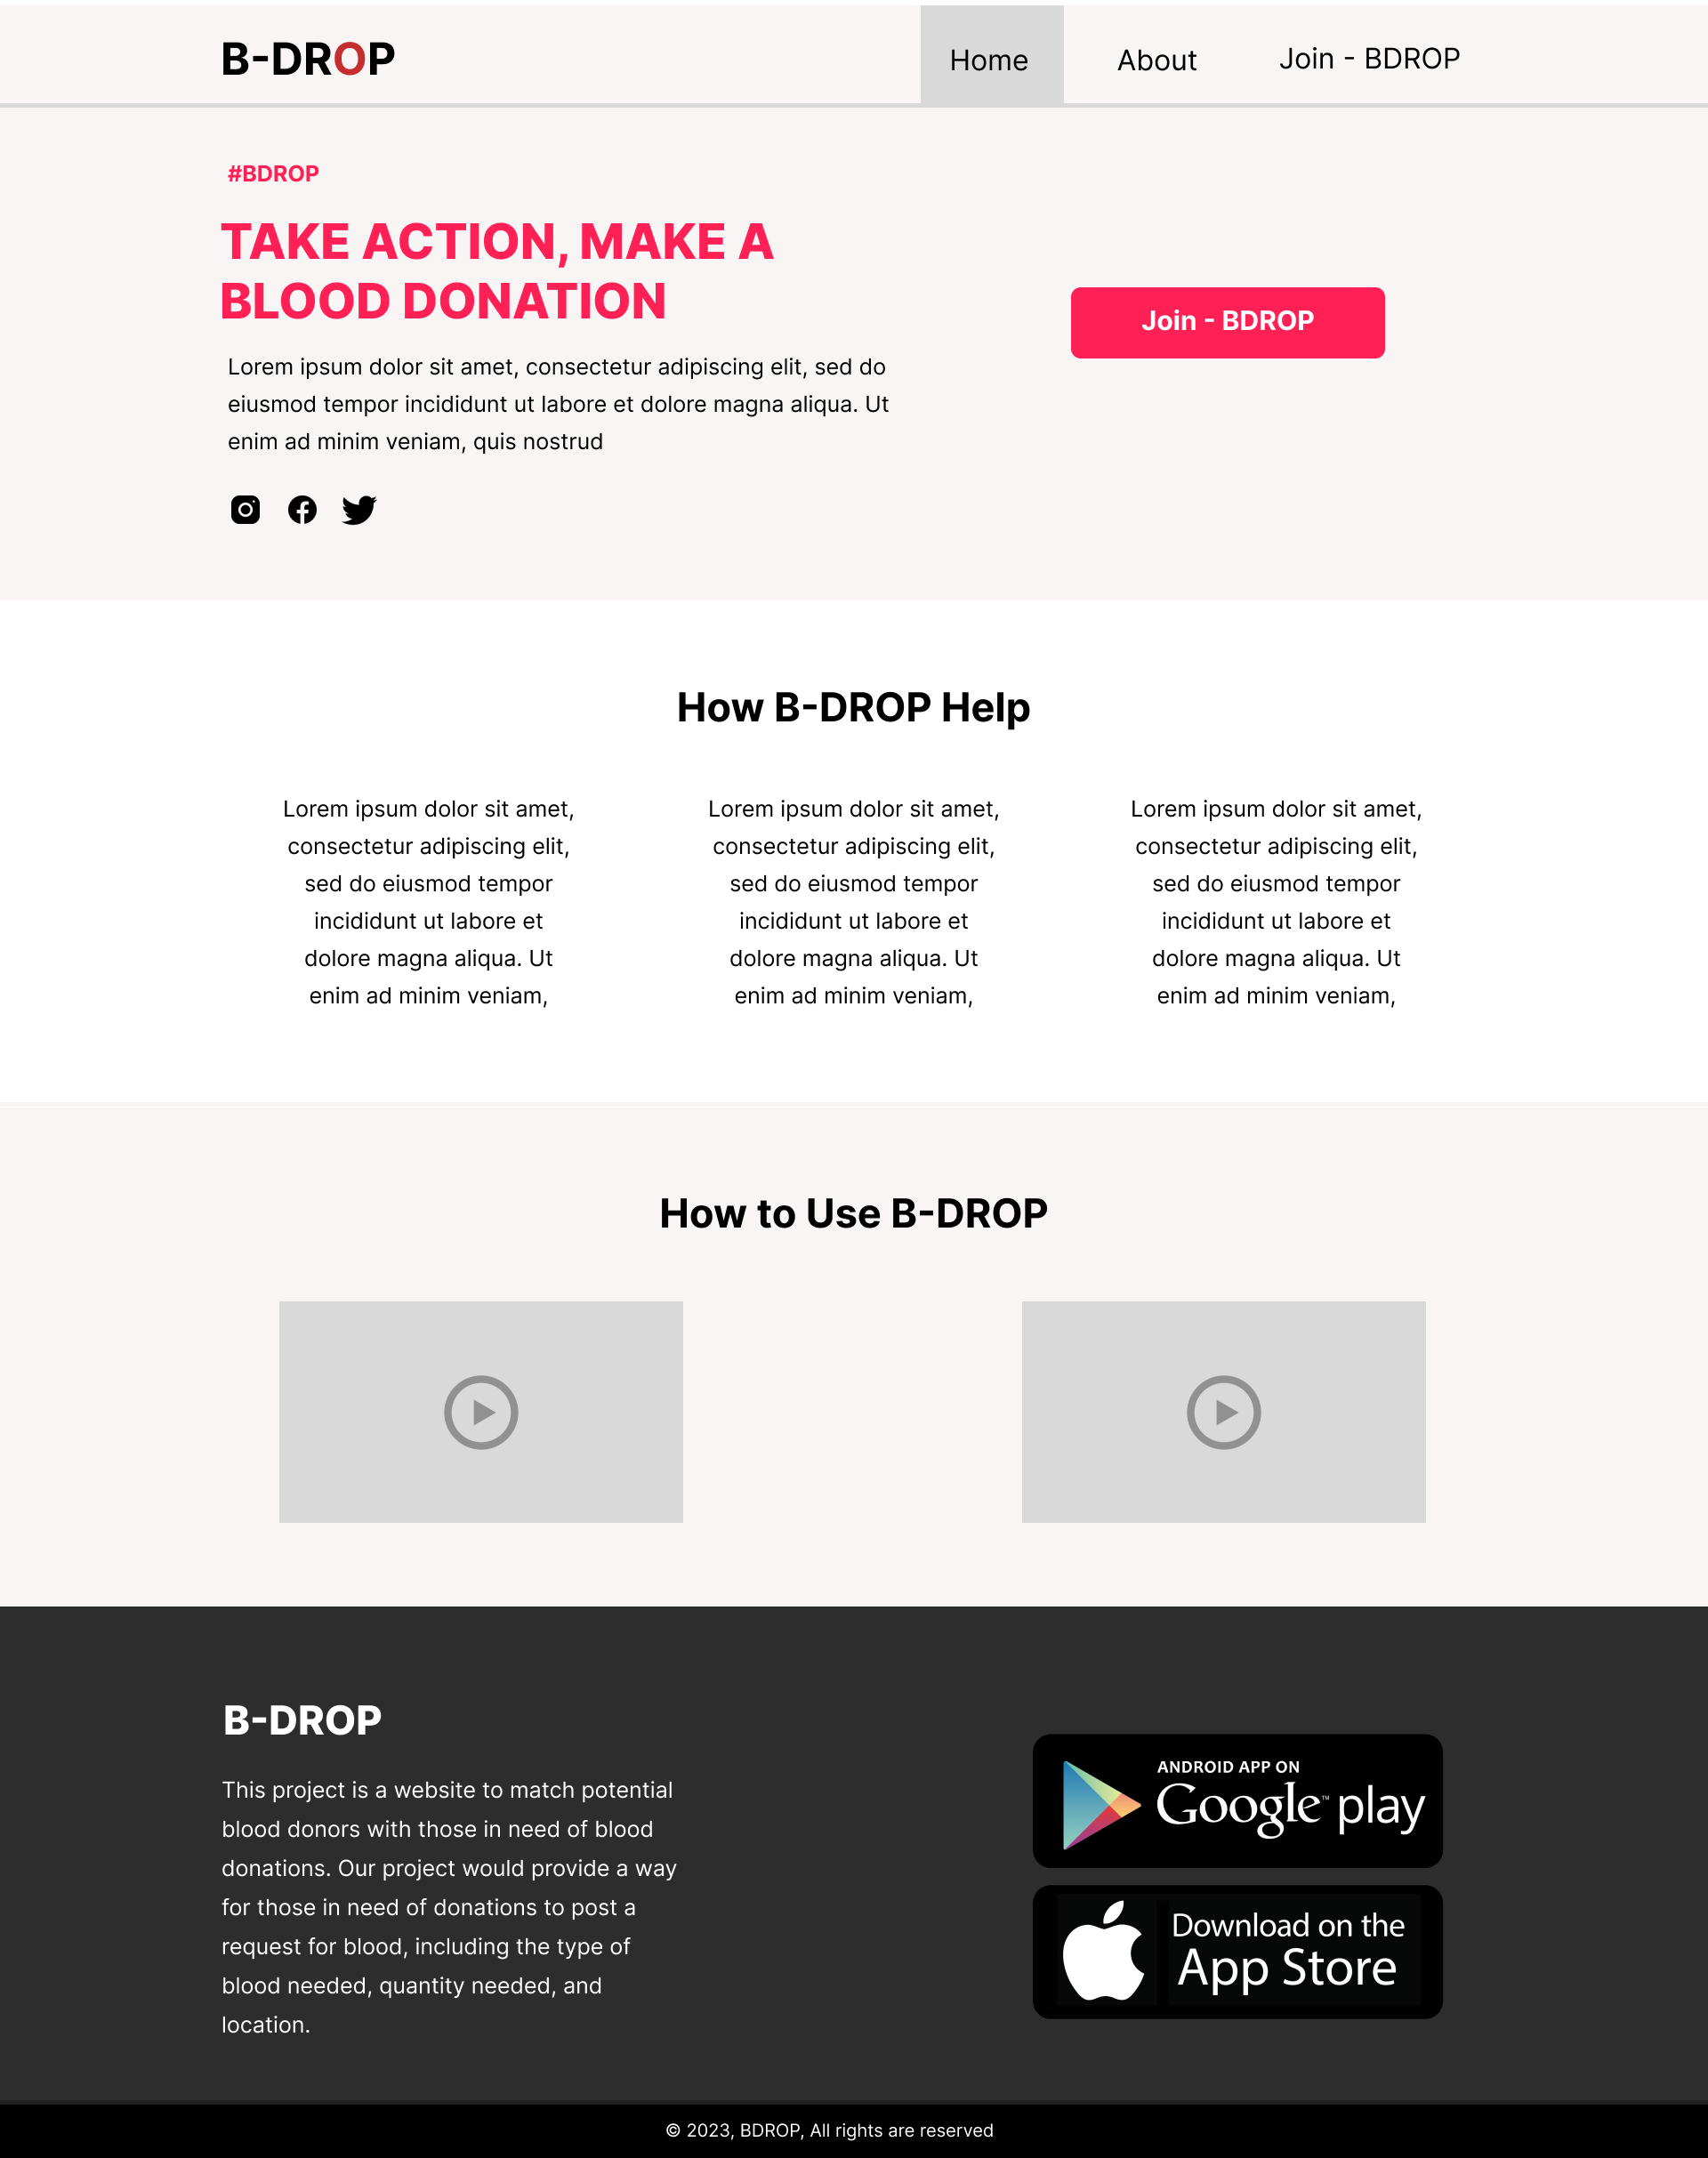 B-DROP
Home
About
Join - BDROP
#BDROP
TAKE ACTION, MAKE A
BLOOD DONATION
Lorem ipsum dolor sit amet, consectetur adipiscing elit, sed do
eiusmod tempor incididunt ut labore et dolore magna aliqua. Ut
enim ad minim veniam, quis nostrud
Join - BDROP
How B-DROP Help
Lorem ipsum dolor sit amet,
consectetur adipiscing elit,
sed do eiusmod tempor
incididunt ut labore et
dolore magna aliqua. Ut
enim ad minim veniam,
Lorem ipsum dolor sit amet,
consectetur adipiscing elit,
sed do eiusmod tempor
incididunt ut labore et
dolore magna aliqua. Ut
enim ad minim veniam,
Lorem ipsum dolor sit amet,
consectetur adipiscing elit,
sed do eiusmod tempor
incididunt ut labore et
dolore magna aliqua. Ut
enim ad minim veniam,
How to Use B-DROP
B-DROP
This project is a website to match potential
blood donors with those in need of blood
donations. Our project would provide a way
for those in need of donations to post a
request for blood, including the type of
blood needed, quantity needed, and
location.
ANDROID APP ON
Google™ play
Download on the
App Store
© 2023, BDROP, All rights are reserved